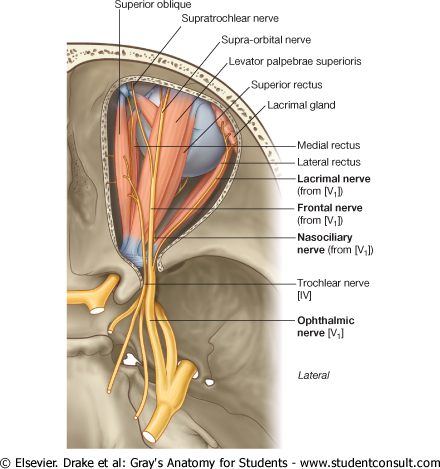 Superior oblique
Supratrochlear nerve
Supra-orbital nerve
Levator palpebrae superioris
Superior rectus
Lacrimal gland
Medial rectus
Lateral rectus
Lacrimal nerve
(from [V₁])
Frontal nerve
(from [V₁])
Nasociliary
nerve (from [V₁])
Trochlear nerve
[IV]
Ophthalmic
nerve [V₁]
Lateral
© Elsevier. Drake et al: Gray's Anatomy for Students - www.studentconsult.com